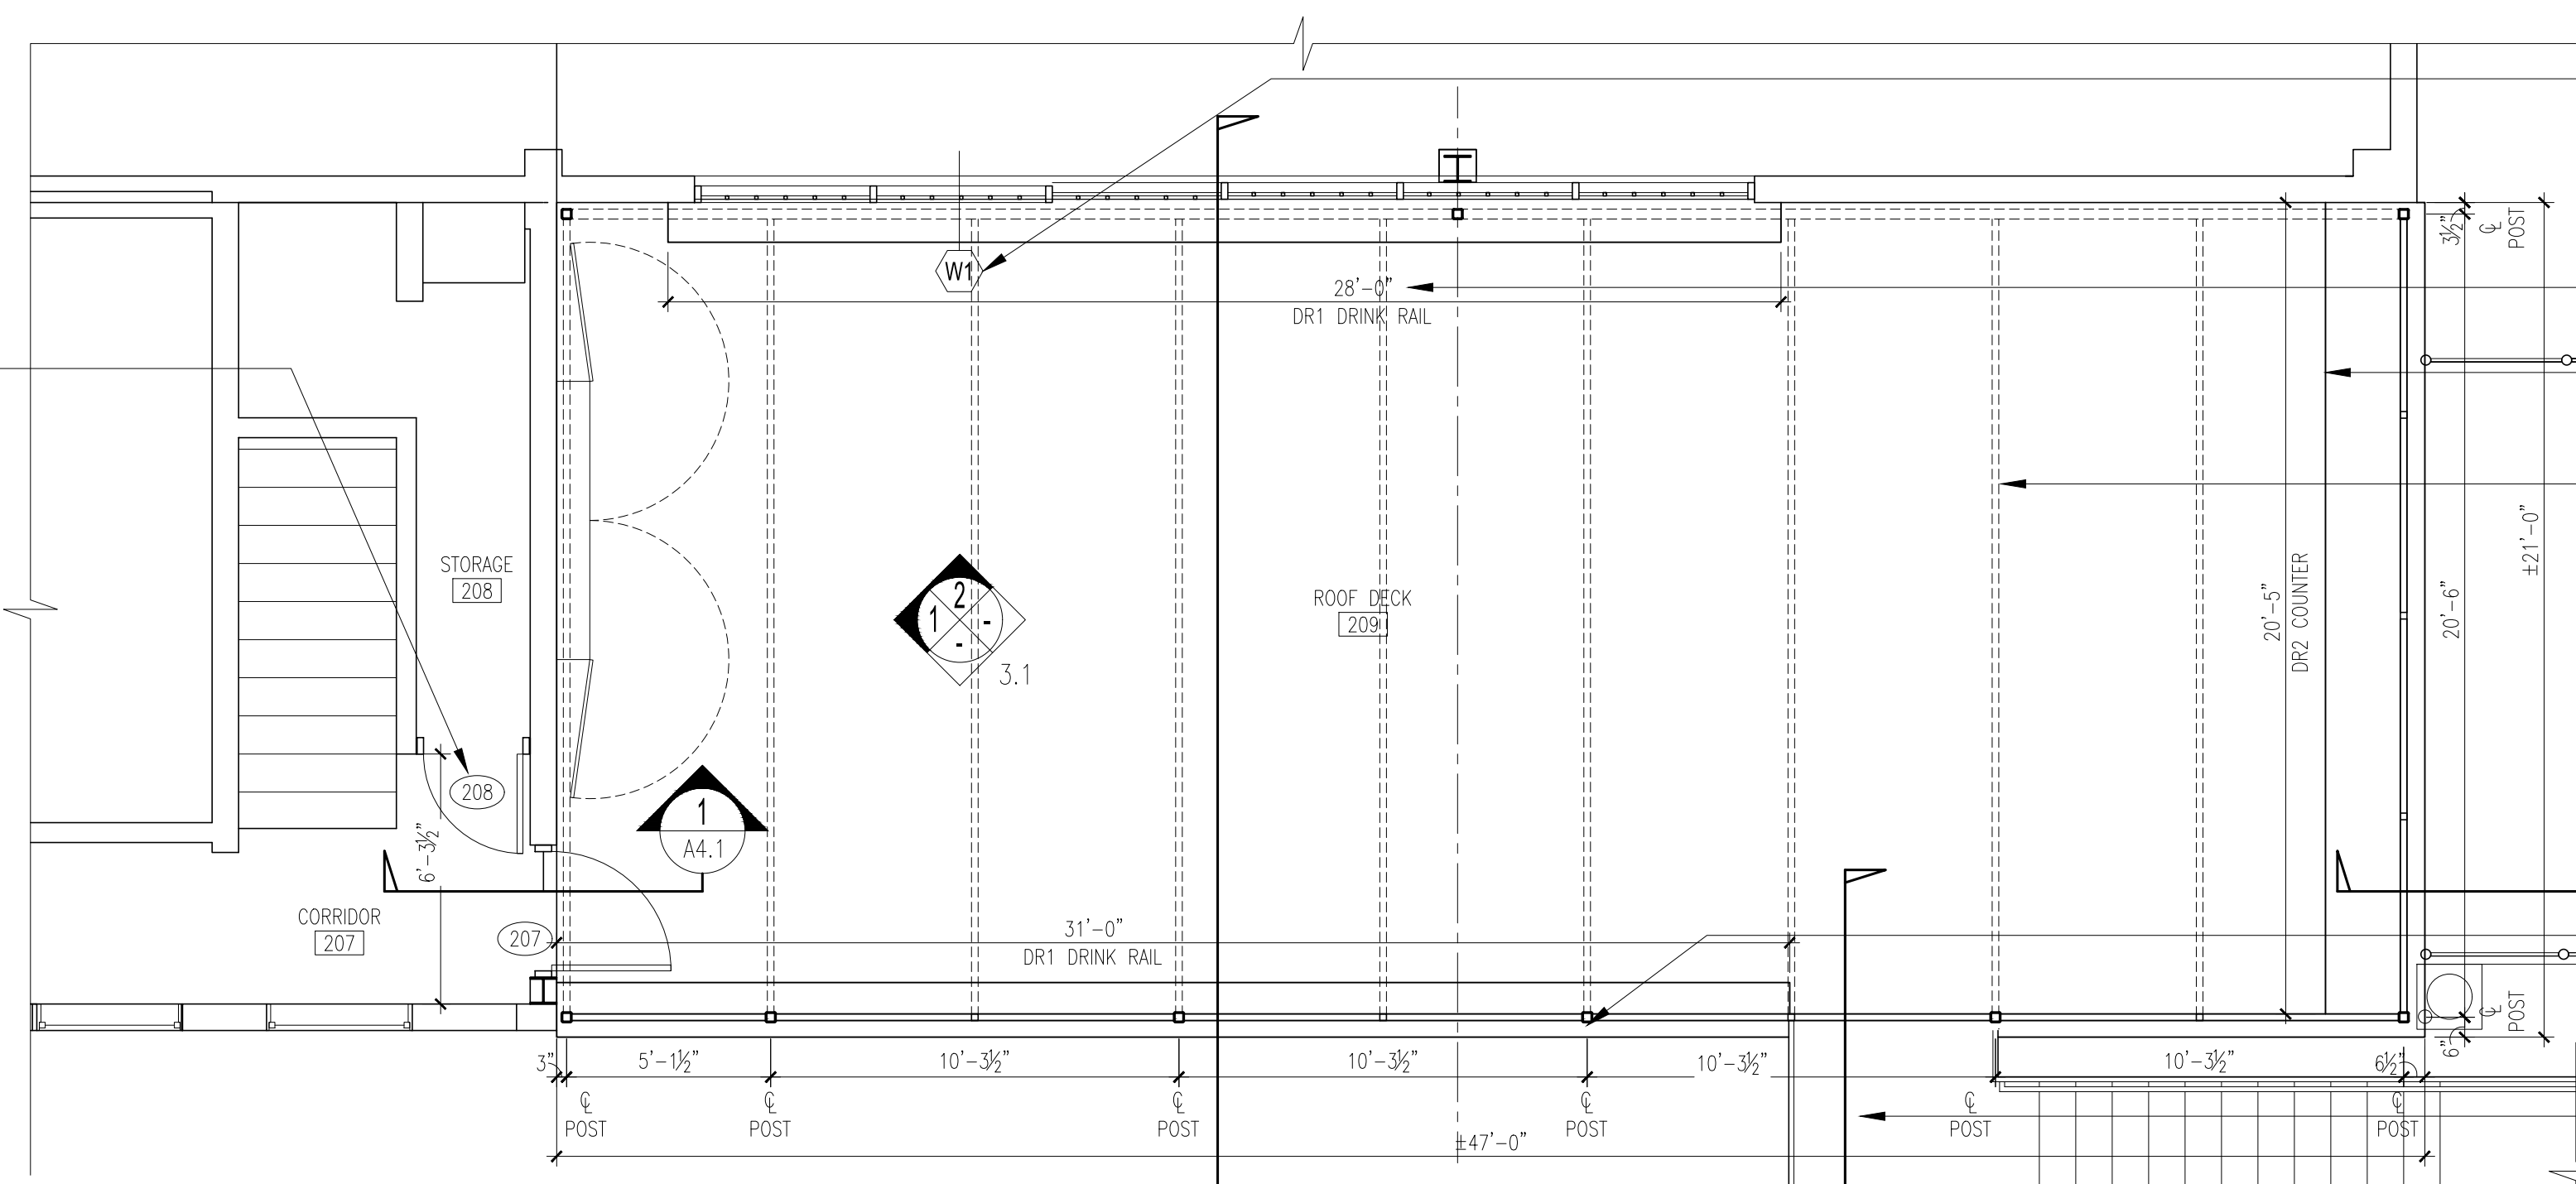 3½"
℄
POST
W1
28'-0"
DR1 DRINK RAIL
±21'-0"
STORAGE
208
2
1
-
-
3.1
ROOF DECK
209
20'-5"
DR2 COUNTER
20'-6"
208
1
A4.1
6'-3½"
CORRIDOR
207
207
31'-0"
DR1 DRINK RAIL
℄
POST
6"
3"
5'-1½"
10'-3½"
10'-3½"
10'-3½"
10'-3½"
6½"
℄
POST
℄
POST
℄
POST
℄
POST
℄
POST
℄
POST
±47'-0"